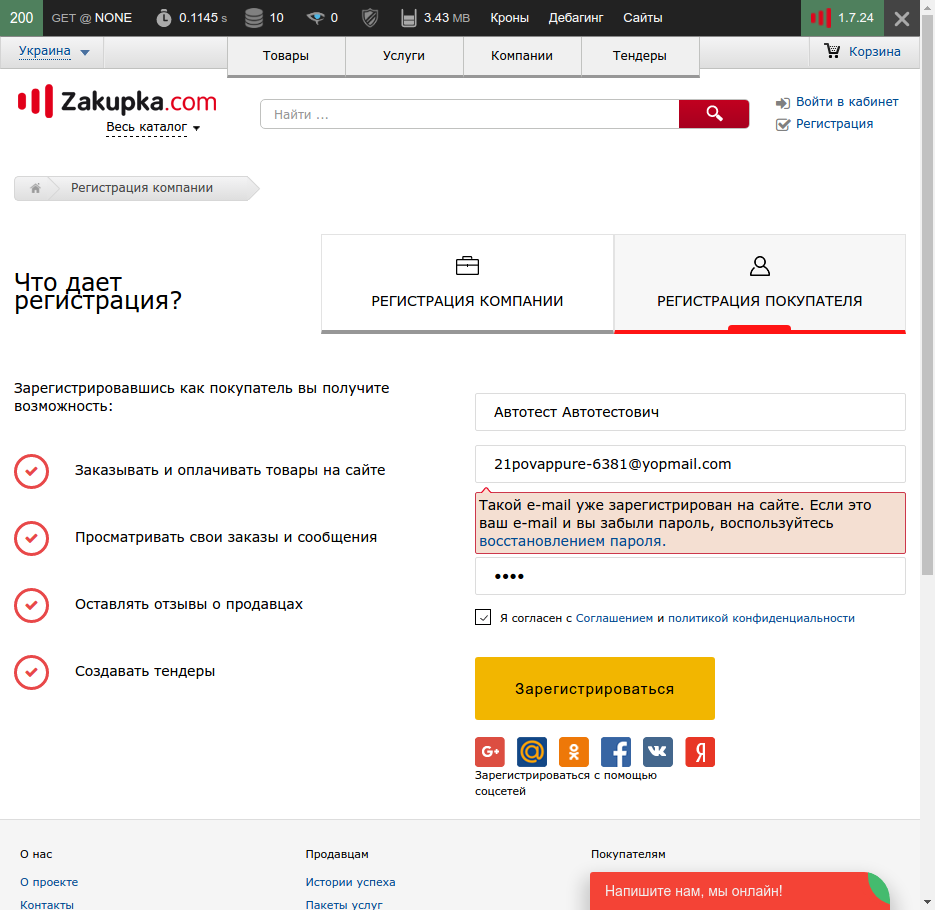 200 GET @ NONE 0.1145 s 10 0 3.43 MB Кроны Дебагинг Сайты 1.7.24
Украина Товары Услуги Компании Тендеры Корзина
Zakupka.com
Весь каталог
Найти ...
Войти в кабинет
Регистрация
Регистрация компании
Что дает
регистрация?
РЕГИСТРАЦИЯ КОМПАНИИ
РЕГИСТРАЦИЯ ПОКУПАТЕЛЯ
Зарегистрировавшись как покупатель вы получите
возможность:
Заказывать и оплачивать товары на сайте
Просматривать свои заказы и сообщения
Оставлять отзывы о продавцах
Создавать тендеры
Автотест Автотестович
21povappure-6381@yopmail.com
Такой e-mail уже зарегистрирован на сайте. Если это
ваш e-mail и вы забыли пароль, воспользуйтесь
восстановлением пароля.
••••
Я согласен с Соглашением и политикой конфиденциальности
Зарегистрироваться
G+ @ f Я
Зарегистрироваться с помощью
соцсетей
О нас Продавцам Покупателям
О проекте Истории успеха
Контакты Пакеты услуг
Напишите нам, мы онлайн!